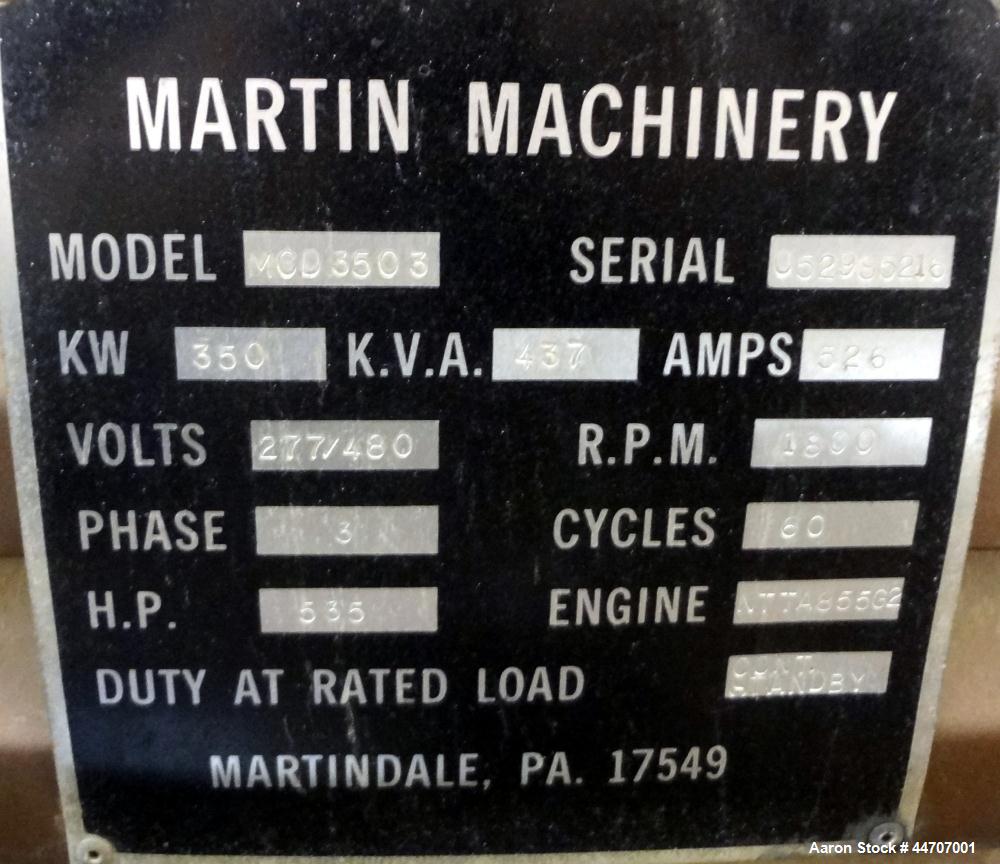 MARTIN MACHINERY
MODEL MCD3503 SERIAL
KW 350 K.V.A. 437 AMPS 526
VOLTS 277/480 R.P.M. 1800
PHASE 3 CYCLES 60
H.P. 535 ENGINE NTTA855G2
DUTY AT RATED LOAD STANDBY
MARTINDALE, PA. 17549
Aaron Stock # 44707001